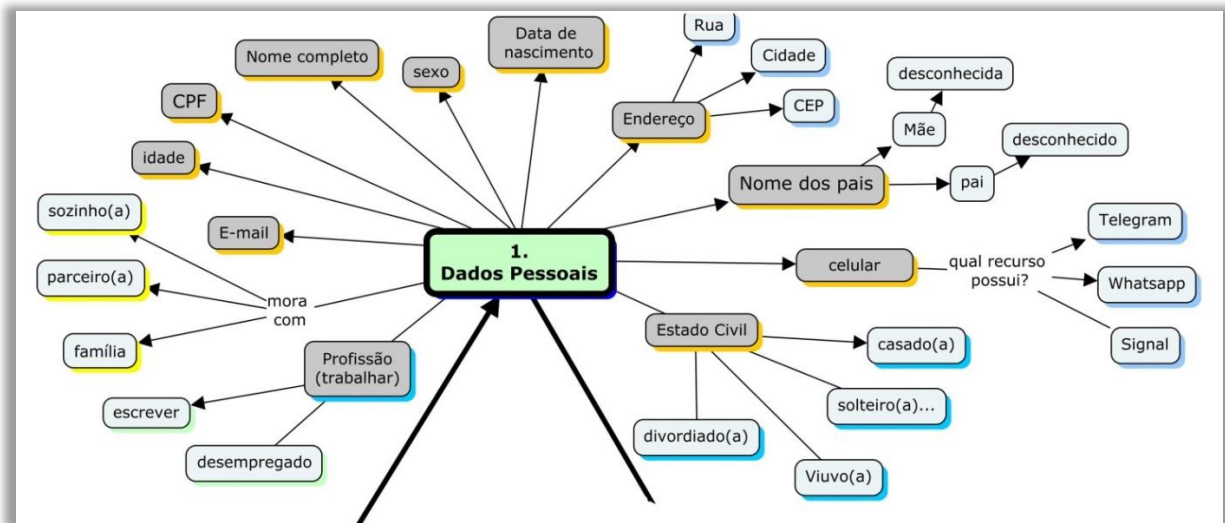 Rua
Data de
nascimento
Nome completo
sexo
Cidade
desconhecida
CPF
CEP
Endereço
Mãe
desconhecido
idade
Nome dos pais
pai
sozinho(a)
E-mail
Telegram
1.
Dados Pessoais
celular
qual recurso
possui?
parceiro(a)
Whatsapp
mora
com
Estado Civil
casado(a)
Signal
família
Profissão
(trabalhar)
escrever
solteiro(a)...
divordiado(a)
desempregado
Viuvo(a)